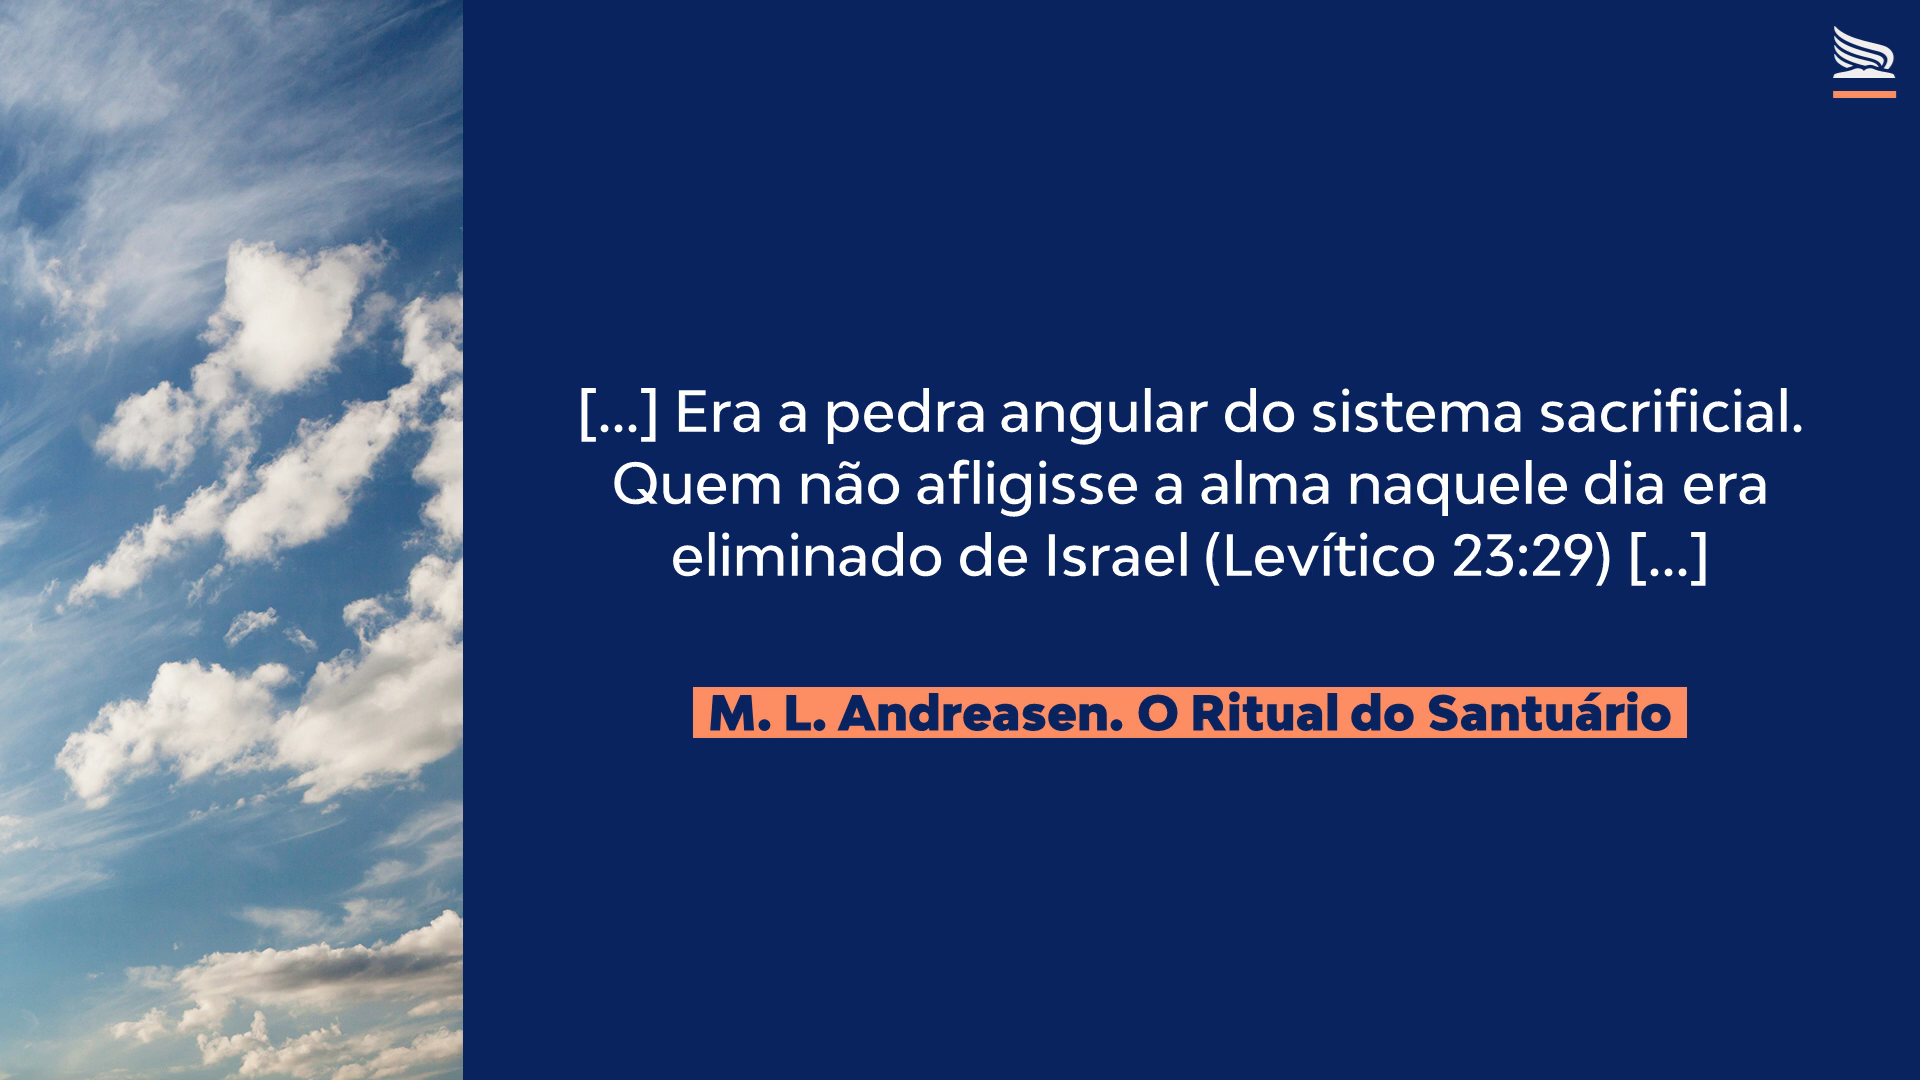 [...] Era a pedra angular do sistema sacrificial.
Quem não afligisse a alma naquele dia era
eliminado de Israel (Levítico 23:29) [...]
M. L. Andreasen. O Ritual do Santuário